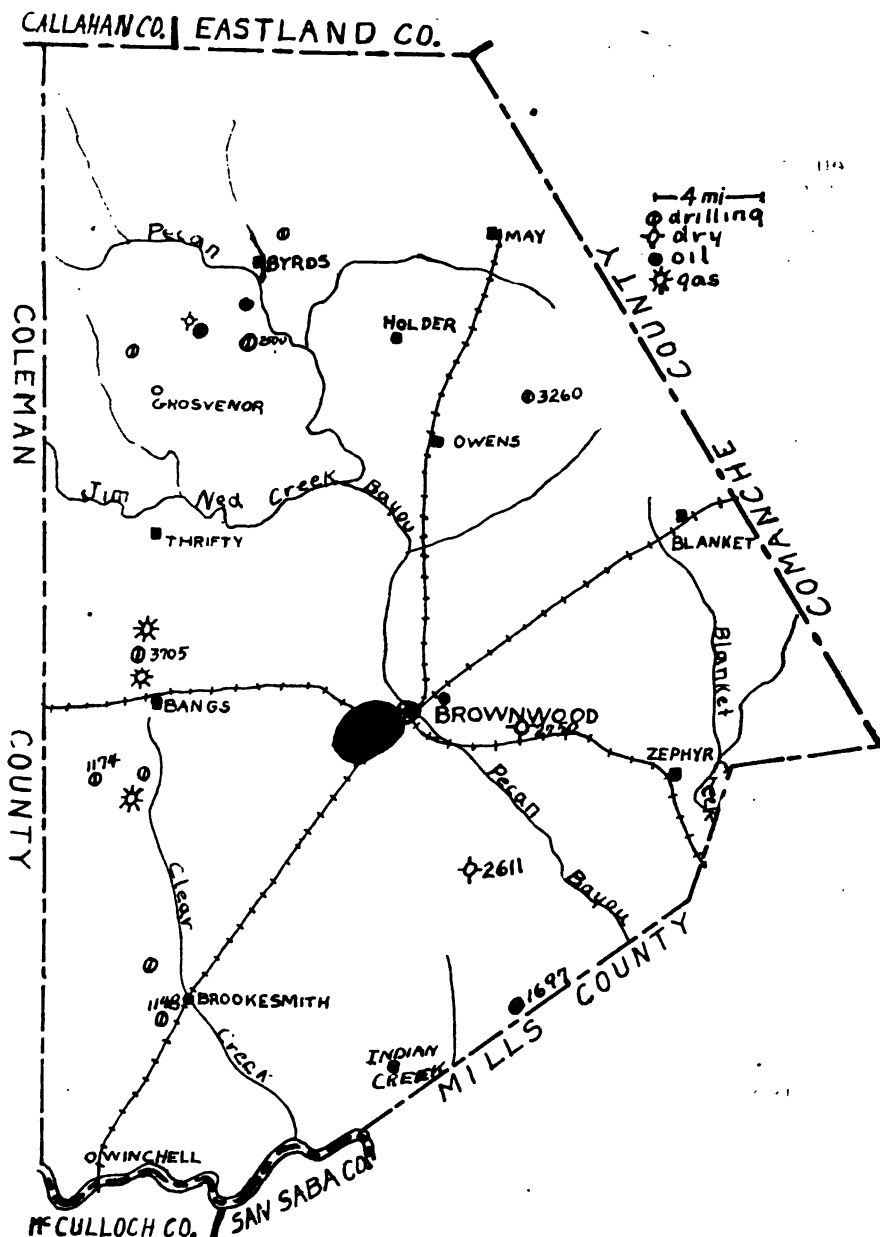 CALLAHAN CO. EASTLAND CO.
4 mi
drilling
dry
oil
gas
COUNTY
COMANCHE
COLEMAN
COUNTY
Pecan
BYRDS
MAY
HOLDER
GROSVENOR
3260
OWENS
Jim Ned Creek
Bayou
THRIFTY
BLANKET
Blanket
3705
BANGS
BROWNWOOD
2750
ZEPHYR
1174
Pecan
Bayou
Clear
2611
1148
BROOKESMITH
Creek
1697
MILLS COUNTY
INDIAN
CREEK
WINCHELL
McCULLOCH CO.
SAN SABA CO.